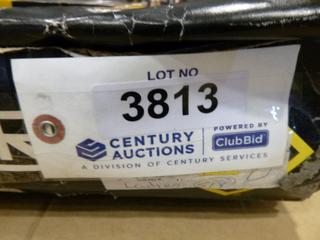 LOT NO
3813
CENTURY
AUCTIONS
POWERED BY
ClubBid
A DIVISION OF CENTURY SERVICES